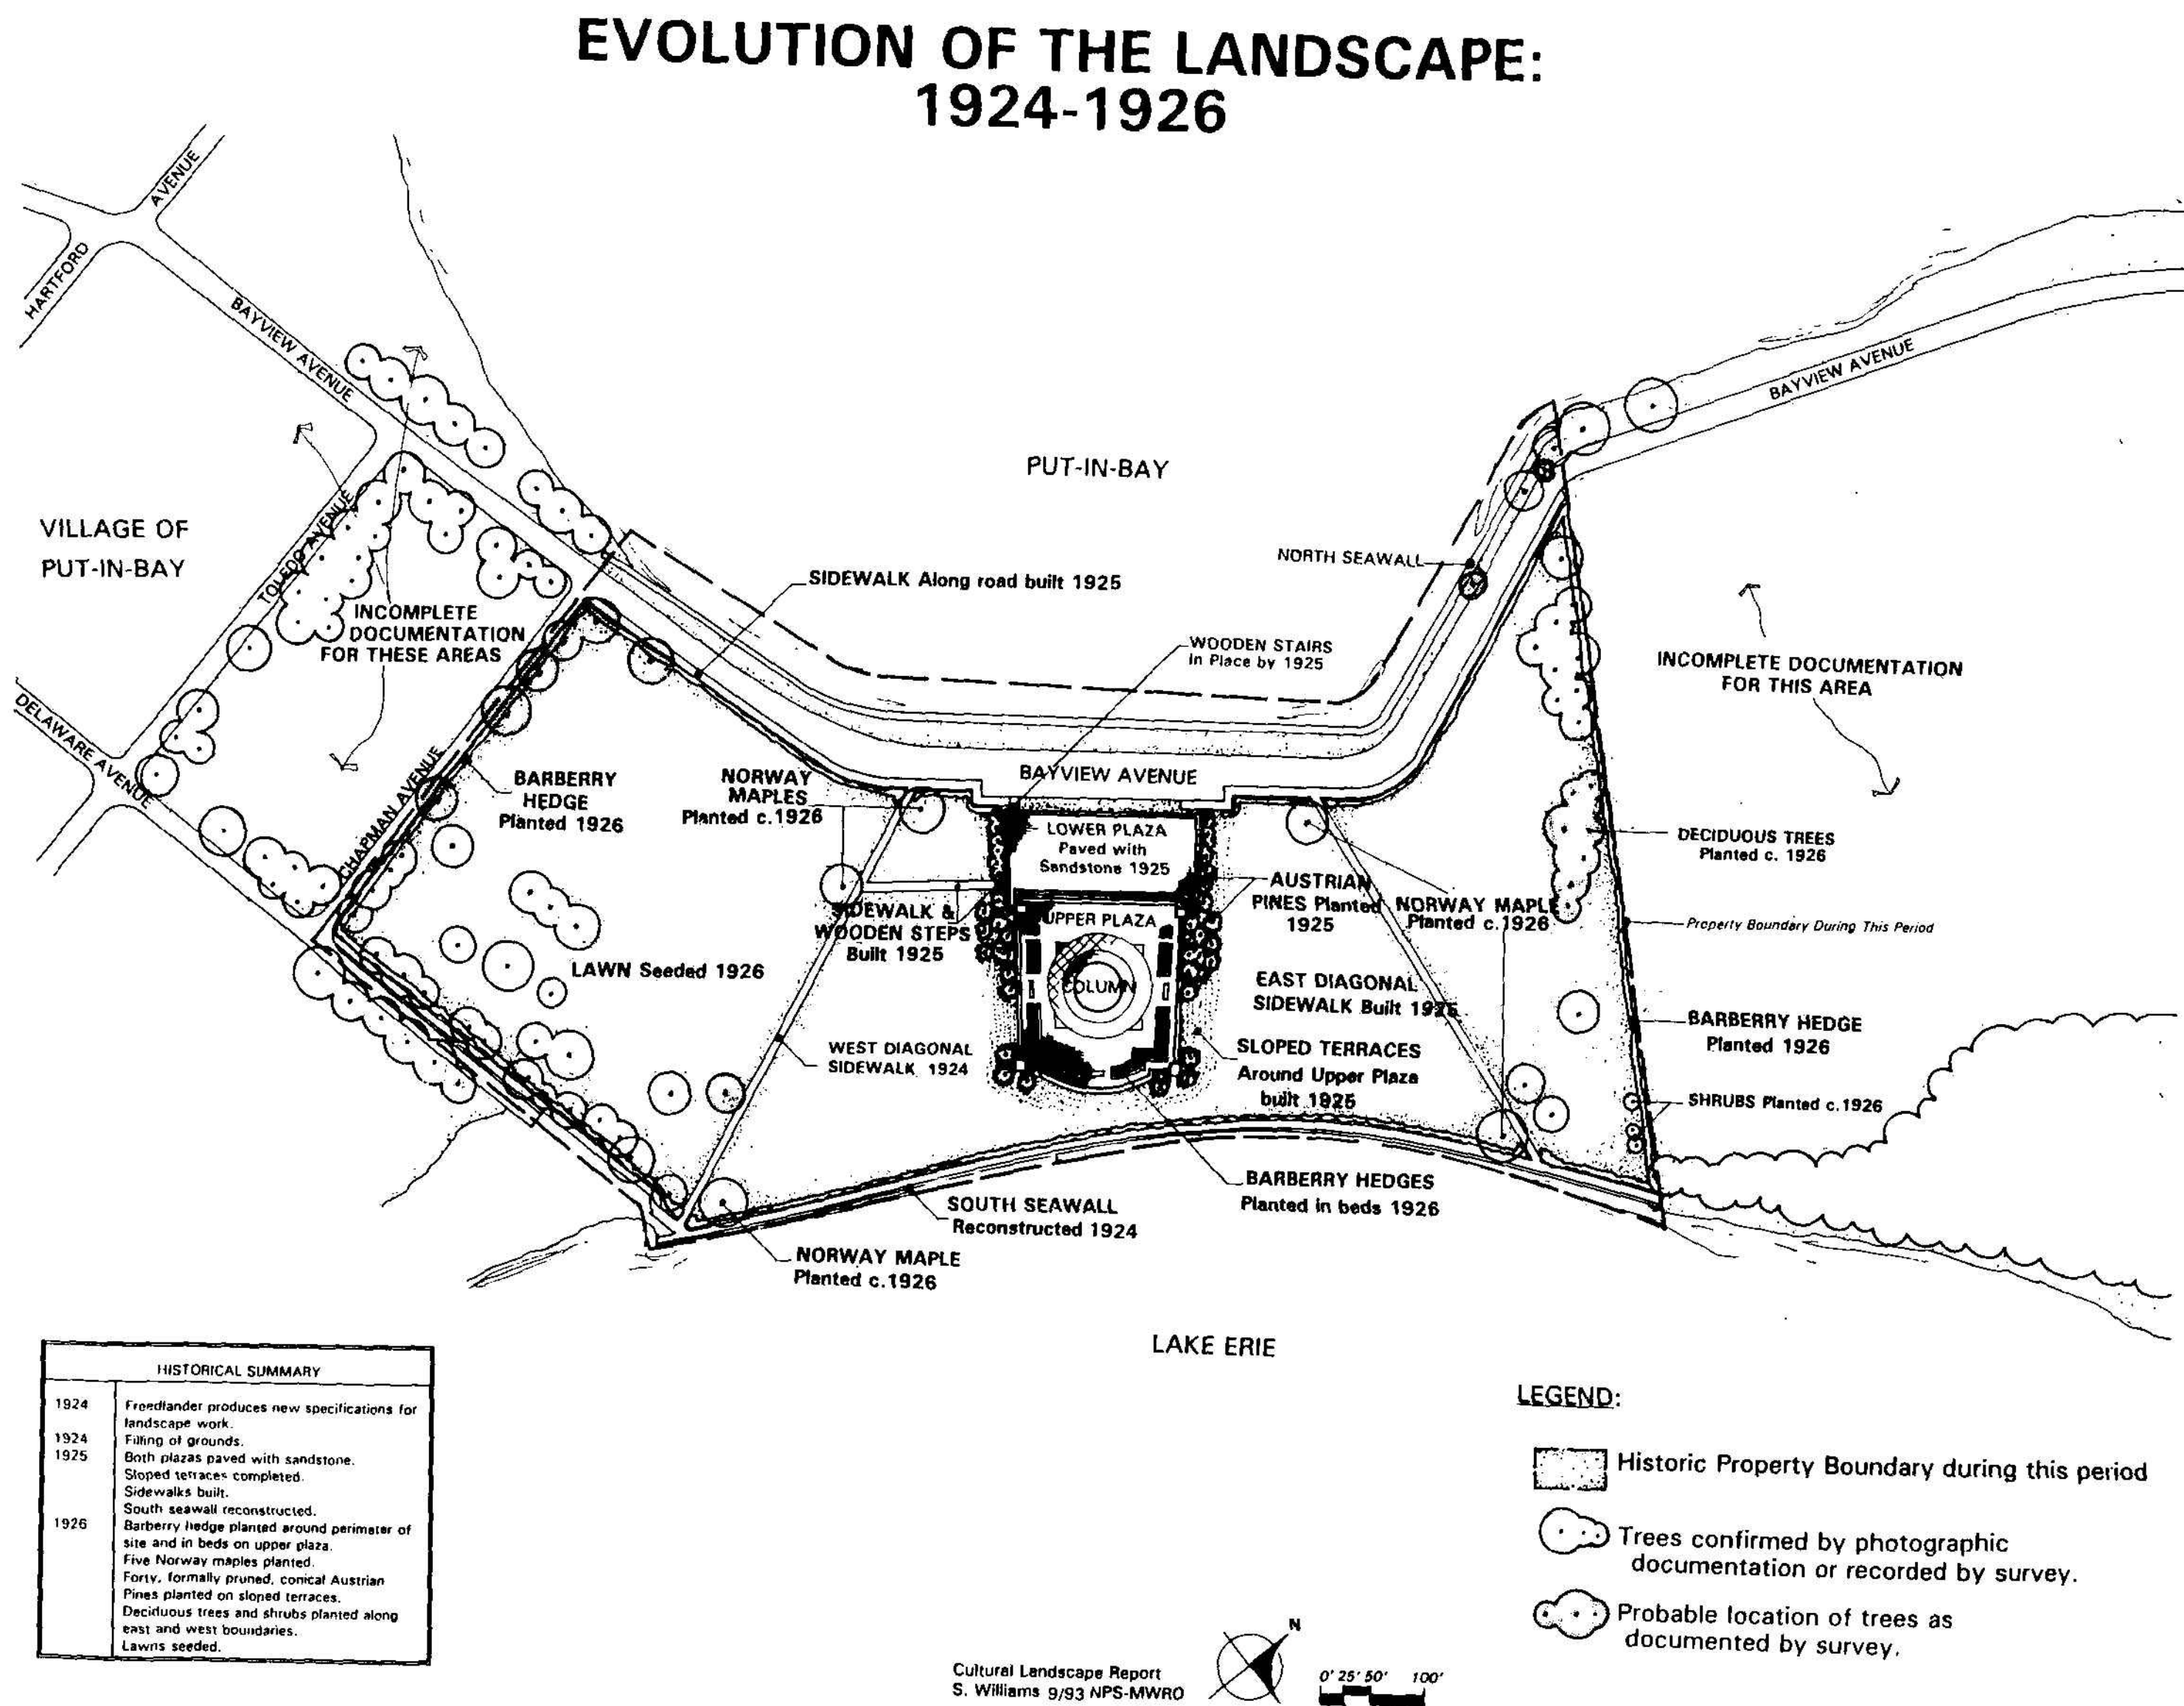 EVOLUTION OF THE LANDSCAPE:
1924-1926
AVENUE
HARTFORD
BAYVIEW AVENUE
BAYVIEW AVENUE
PUT-IN-BAY
VILLAGE OF
PUT-IN-BAY
TOLEDO AVENUE
NORTH SEAWALL
SIDEWALK Along road built 1925
INCOMPLETE
DOCUMENTATION
FOR THESE AREAS
WOODEN STAIRS
In Place by 1925
INCOMPLETE DOCUMENTATION
FOR THIS AREA
DELAWARE AVENUE
CHAPMAN AVENUE
BARBERRY
HEDGE
Planted 1926
NORWAY
MAPLES
Planted c.1926
BAYVIEW AVENUE
LOWER PLAZA
Paved with
Sandstone 1925
DECIDUOUS TREES
Planted c. 1926
AUSTRIAN
PINES Planted
1925
NORWAY MAPLE
Planted c.1926
SIDEWALK &
WOODEN STEPS
Built 1925
UPPER PLAZA
Property Boundary During This Period
LAWN Seeded 1926
COLUMN
EAST DIAGONAL
SIDEWALK Built
BARBERRY HEDGE
Planted 1926
WEST DIAGONAL
SIDEWALK 1924
SLOPED TERRACES
Around Upper Plaza
built 1925
SHRUBS Planted c.1926
BARBERRY HEDGES
Planted in beds 1926
SOUTH SEAWALL
Reconstructed 1924
NORWAY MAPLE
Planted c.1926
LAKE ERIE
HISTORICAL SUMMARY
1924 Freedlander produces new specifications for
landscape work.
1924 Filling of grounds.
1925 Both plazas paved with sandstone.
Sloped terraces completed.
Sidewalks built.
South seawall reconstructed.
1926 Barberry hedge planted around perimeter of
site and in beds on upper plaza.
Five Norway maples planted.
Forty, formally pruned, conical Austrian
Pines planted on sloped terraces.
Deciduous trees and shrubs planted along
east and west boundaries.
Lawns seeded.
LEGEND:
Historic Property Boundary during this period
Trees confirmed by photographic
documentation or recorded by survey.
Probable location of trees as
documented by survey.
N
Cultural Landscape Report
S. Williams 9/93 NPS-MWRO
0' 25' 50' 100'